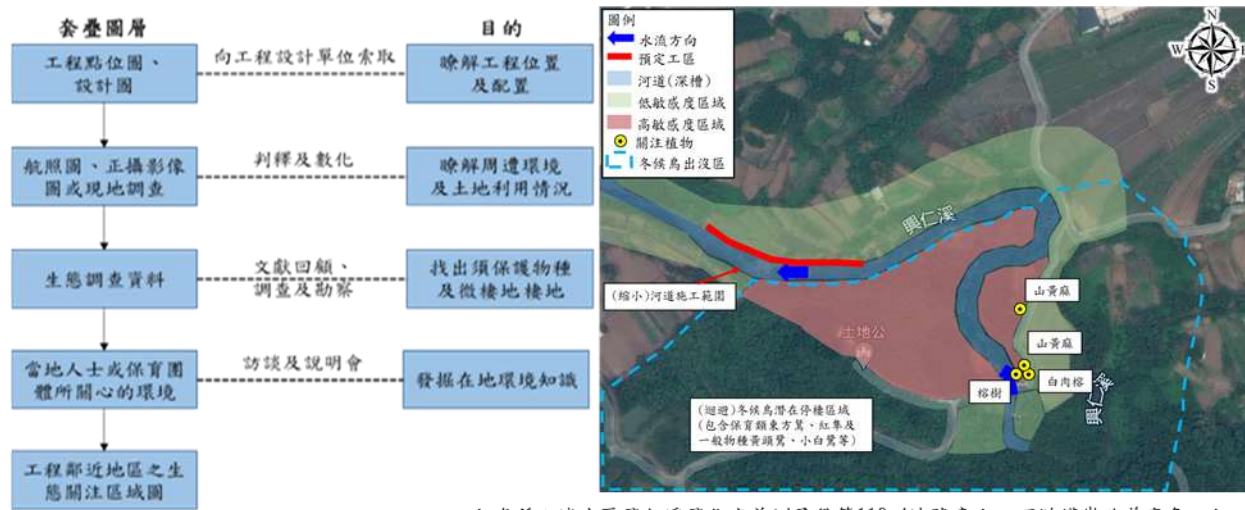 套疊圖層
目的
工程點位圖、
設計圖
向工程設計單位索取
瞭解工程位置
及配置
航照圖、正攝影像
圖或現地調查
判釋及數化
瞭解周遭環境
及土地利用情況
生態調查資料
文獻回顧、
調查及勘察
找出須保護物種
及微棲地棲地
當地人士或保育團
體所關心的環境
訪談及說明會
發掘在地環境知識
工程鄰近地區之生
態關注區域圖
圖例
水流方向
預定工區
河道(深槽)
低敏感度區域
高敏感度區域
關注植物
冬候鳥出沒區
N
W
E
S
興仁溪
(縮小)河道施工範圍
山黃麻
土地公
山黃麻
白肉榕
榕樹
興仁溪
(迴避)冬候鳥潛在停棲區域
(包含保育類東方鵟、紅隼及
一般物種黃頭鷺、小白鷺等)